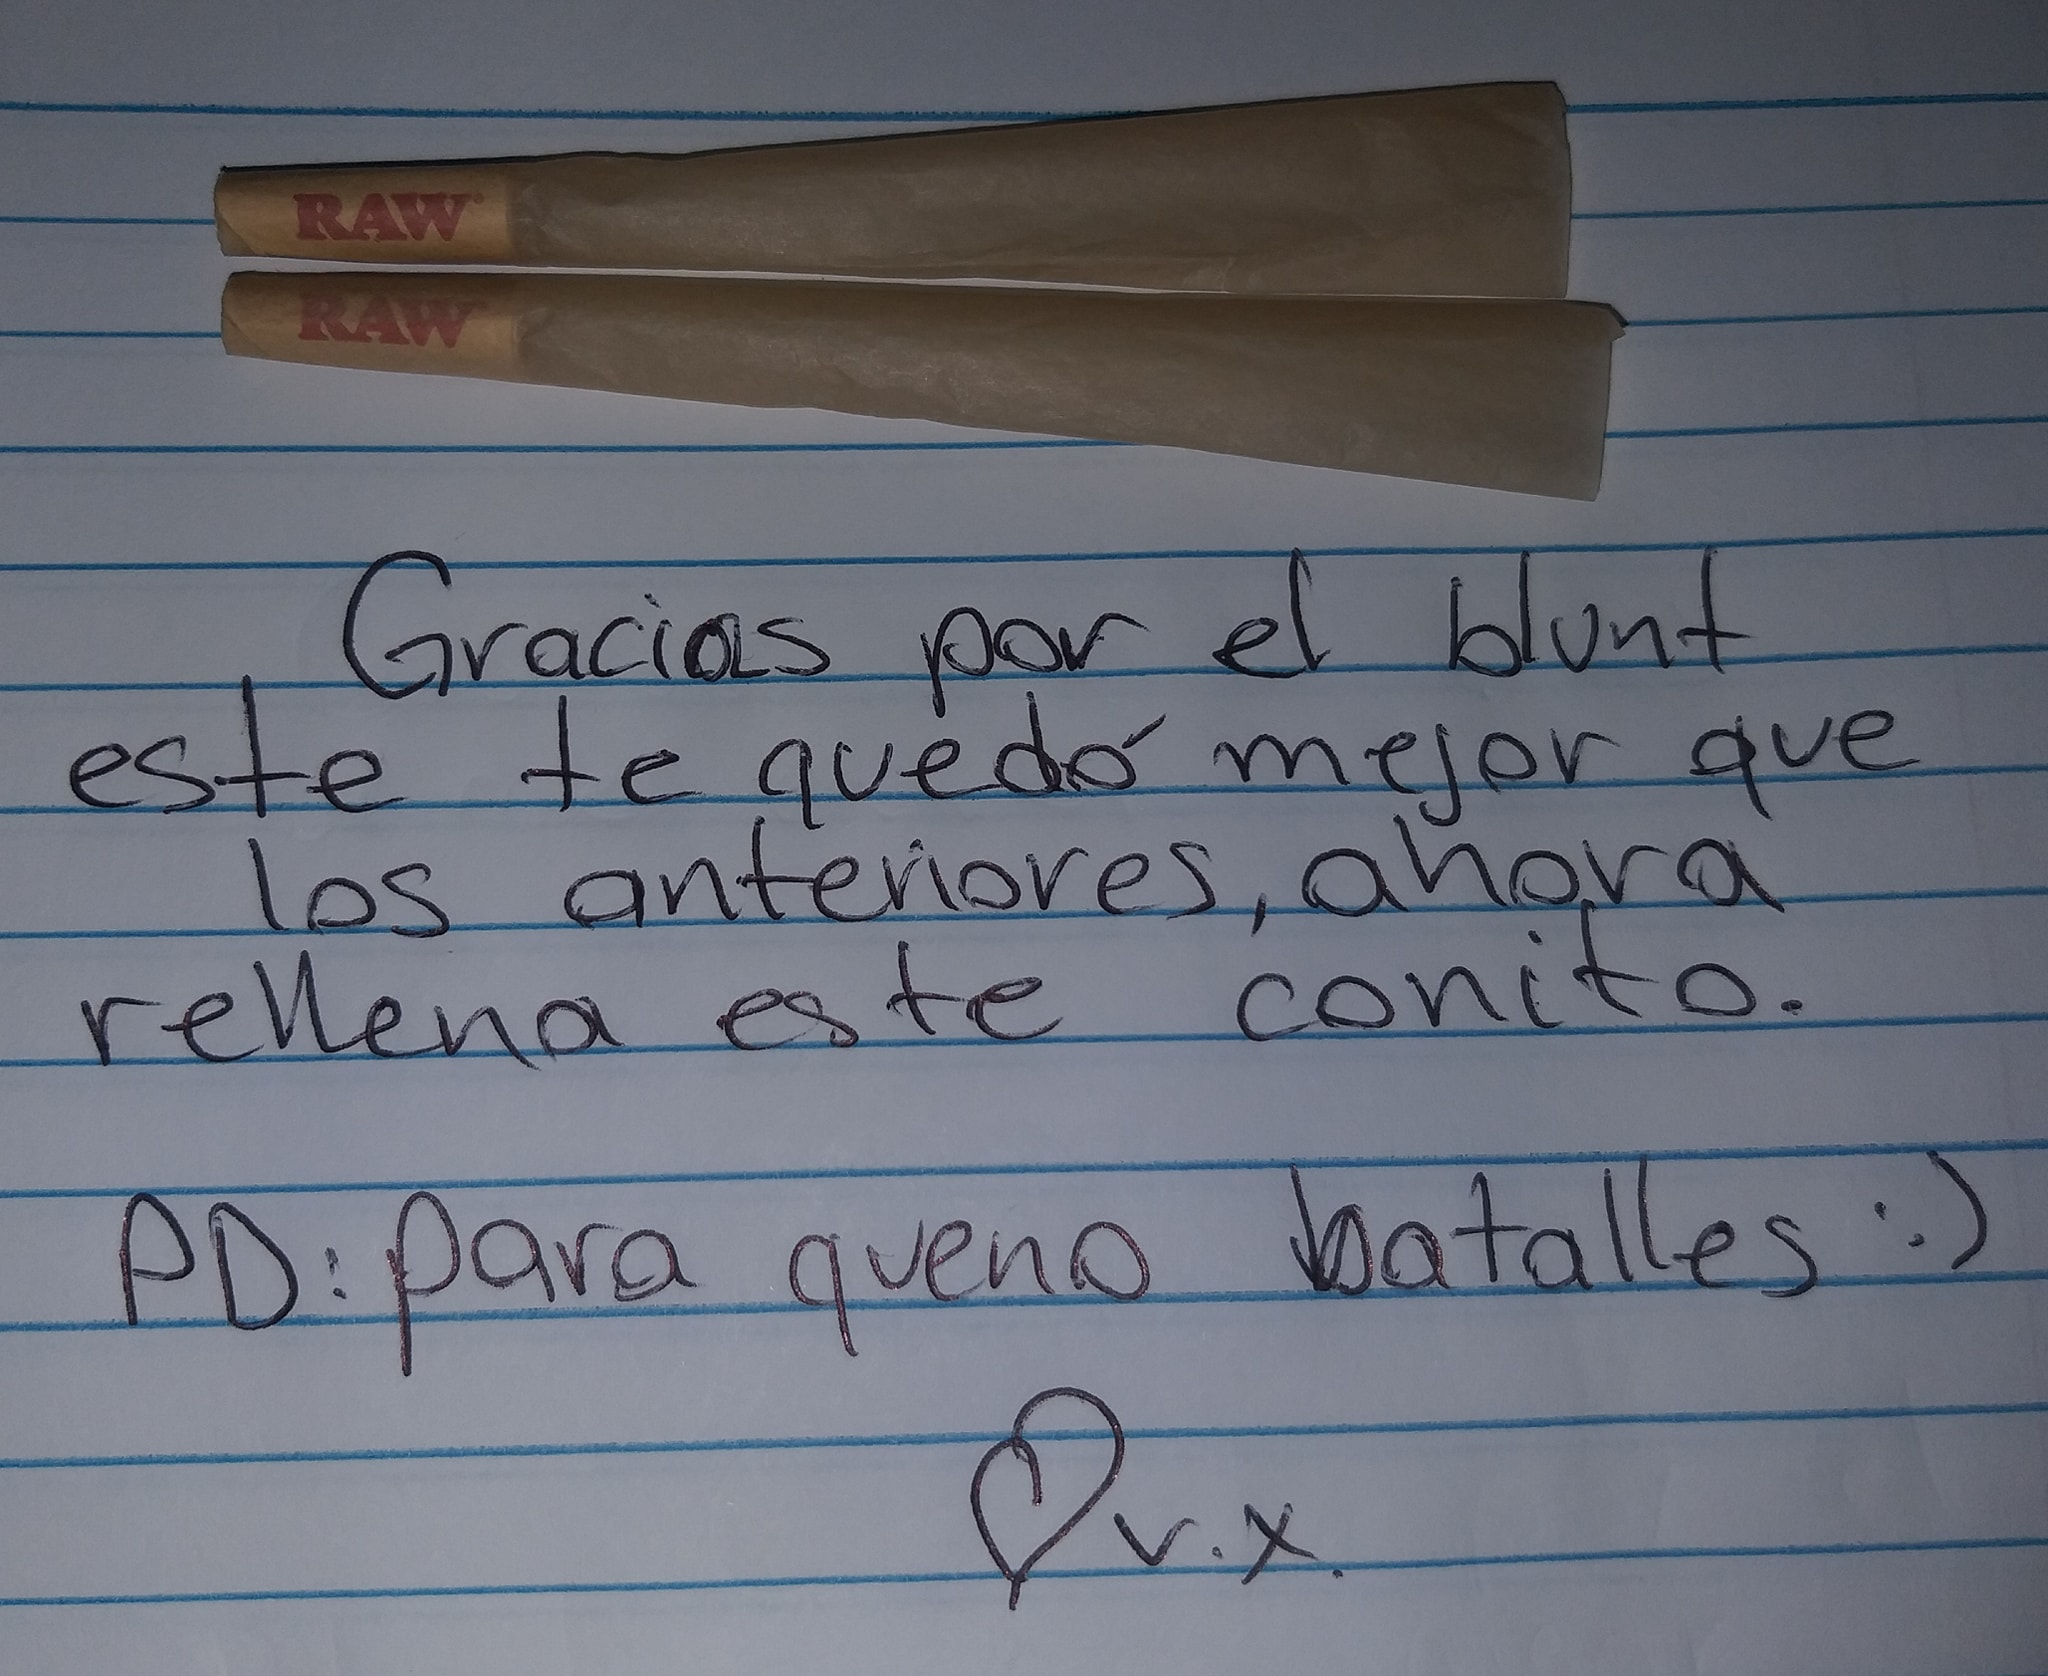 RAW®
RAW
Gracias por el blunt
este te quedó mejor que
los anteriores, ahora
rellena este conito.
PD: para queno batalles :)
v.x.